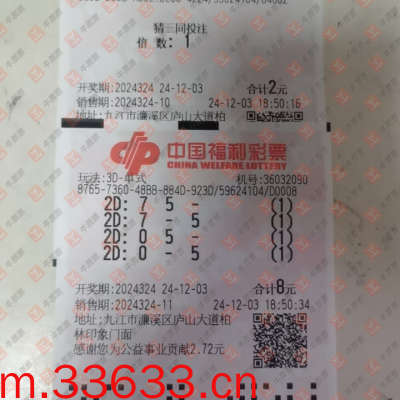 猜三同投注
倍 数: 1
开奖期:2024324 24-12-03 合计2元
销售期:2024324-10 24-12-03 18:50:16
地址:九江市濂溪区庐山大道柏
中国福利彩票
CHINA WELFARE LOTTERY
玩法:3D-单式 机号:36032090
8765-7360-48BB-884D-923D/59624104/D0008
2D: 7 5 - (1)
2D: 7 - 5 (1)
2D: 0 5 - (1)
2D: 0 - 5 (1)
开奖期:2024324 24-12-03 合计8元
销售期:2024324-11 24-12-03 18:50:34
地址:九江市濂溪区庐山大道柏
林印象门面
感谢您为公益事业贡献2.72元
m.33633.cn